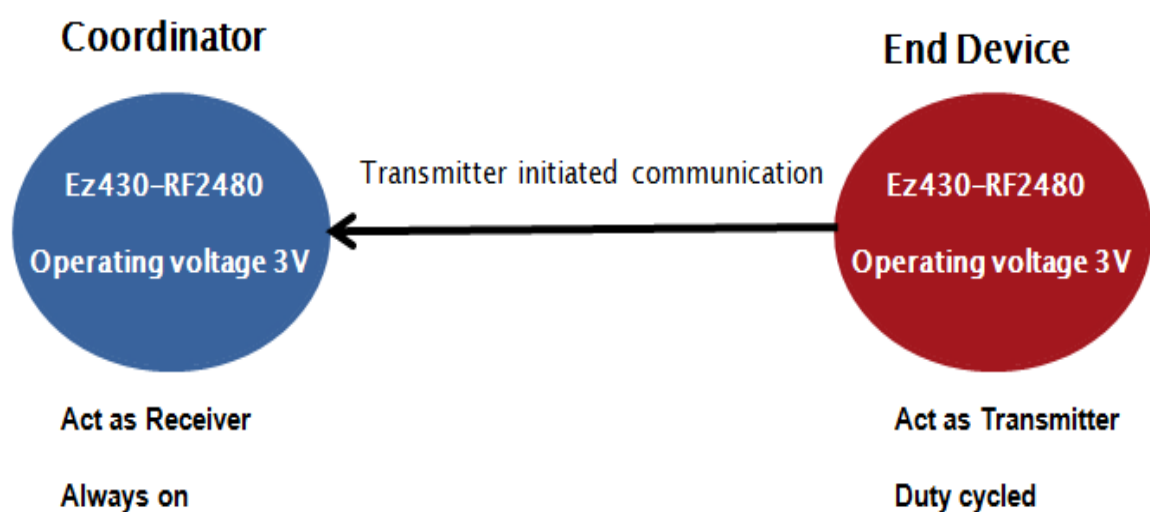 Coordinator
End Device
Ez430-RF2480
Operating voltage 3V
Transmitter initiated communication
Ez430-RF2480
Operating voltage 3V
Act as Receiver
Always on
Act as Transmitter
Duty cycled